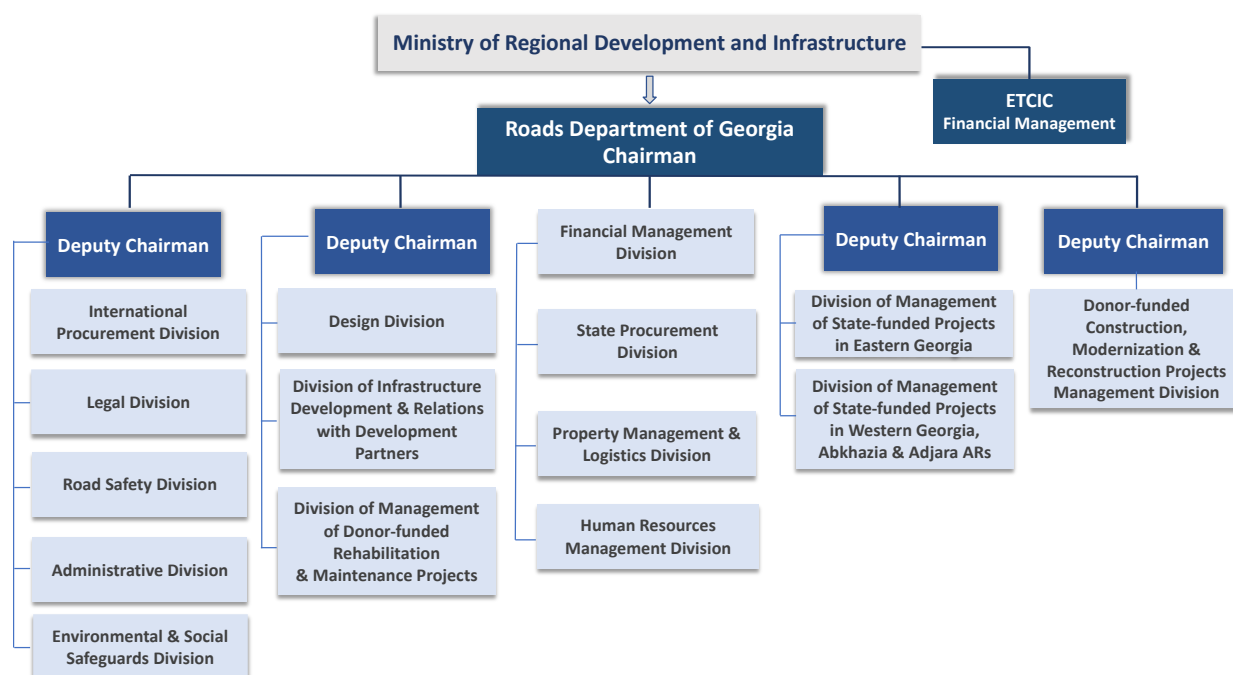 Ministry of Regional Development and Infrastructure
ETCIC
Financial Management
Roads Department of Georgia
Chairman
Deputy Chairman
International
Procurement Division
Legal Division
Road Safety Division
Administrative Division
Environmental & Social
Safeguards Division
Deputy Chairman
Design Division
Division of Infrastructure
Development & Relations
with Development
Partners
Division of Management
of Donor-funded
Rehabilitation
& Maintenance Projects
Financial Management
Division
State Procurement
Division
Property Management &
Logistics Division
Human Resources
Management Division
Deputy Chairman
Division of Management
of State-funded Projects
in Eastern Georgia
Division of Management
of State-funded Projects
in Western Georgia,
Abkhazia & Adjara ARs
Deputy Chairman
Donor-funded
Construction,
Modernization &
Reconstruction Projects
Management Division